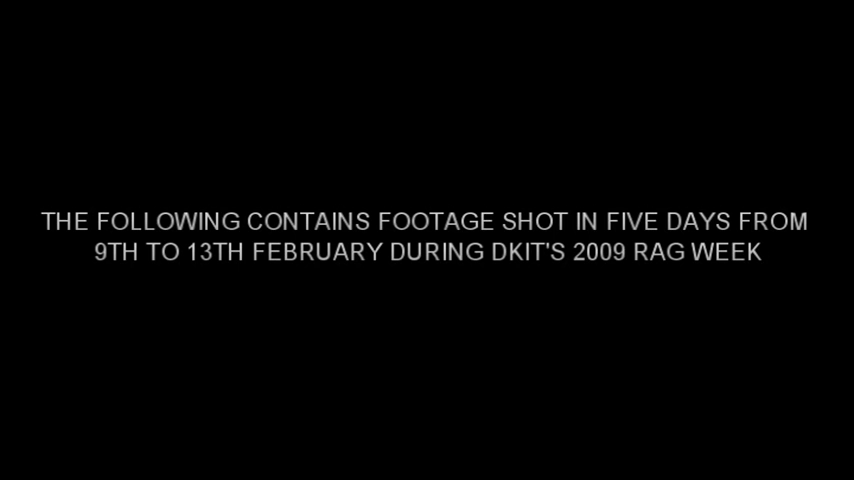 THE FOLLOWING CONTAINS FOOTAGE SHOT IN FIVE DAYS FROM
9TH TO 13TH FEBRUARY DURING DKIT'S 2009 RAG WEEK